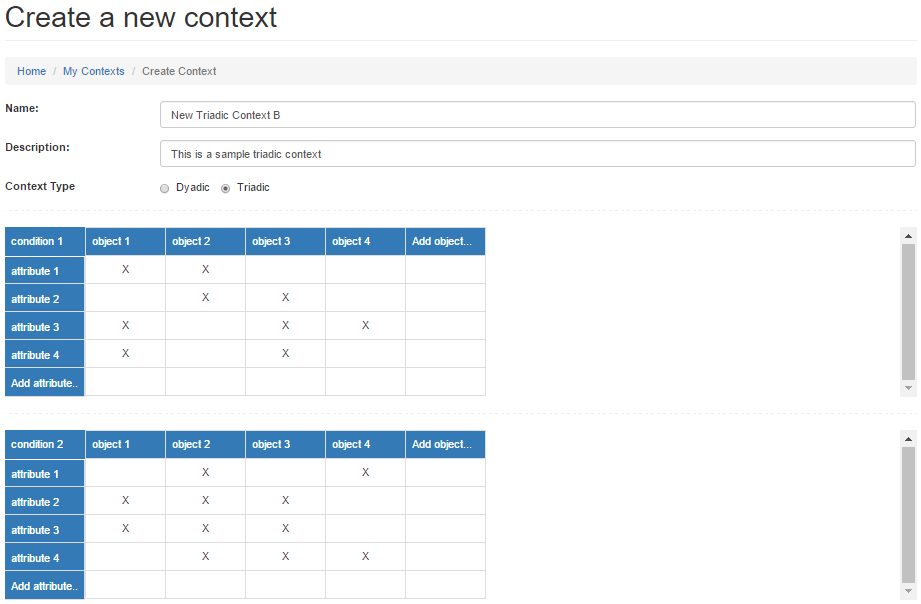 Create a new context
Home / My Contexts / Create Context
Name: New Triadic Context B
Description: This is a sample triadic context
Context Type Dyadic Triadic
condition 1 object 1 object 2 object 3 object 4 Add object...
attribute 1 X X
attribute 2 X X
attribute 3 X X X
attribute 4 X X
Add attribute..
condition 2 object 1 object 2 object 3 object 4 Add object...
attribute 1 X X
attribute 2 X X X
attribute 3 X X X
attribute 4 X X X
Add attribute..